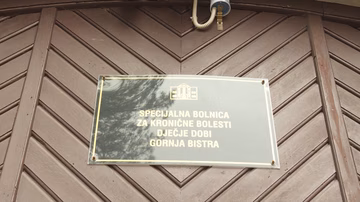 SPECIJALNA BOLNICA
ZA KRONIČNE BOLESTI
DJEČJE DOBI
GORNJA BISTRA